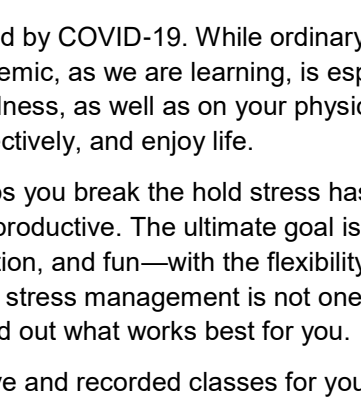 d by COVID-19. While ordinary
emic, as we are learning, is esp
lness, as well as on your physic
ctively, and enjoy life.
os you break the hold stress has
productive. The ultimate goal is
tion, and fun—with the flexibility
stress management is not one
d out what works best for you.
ve and recorded classes for you